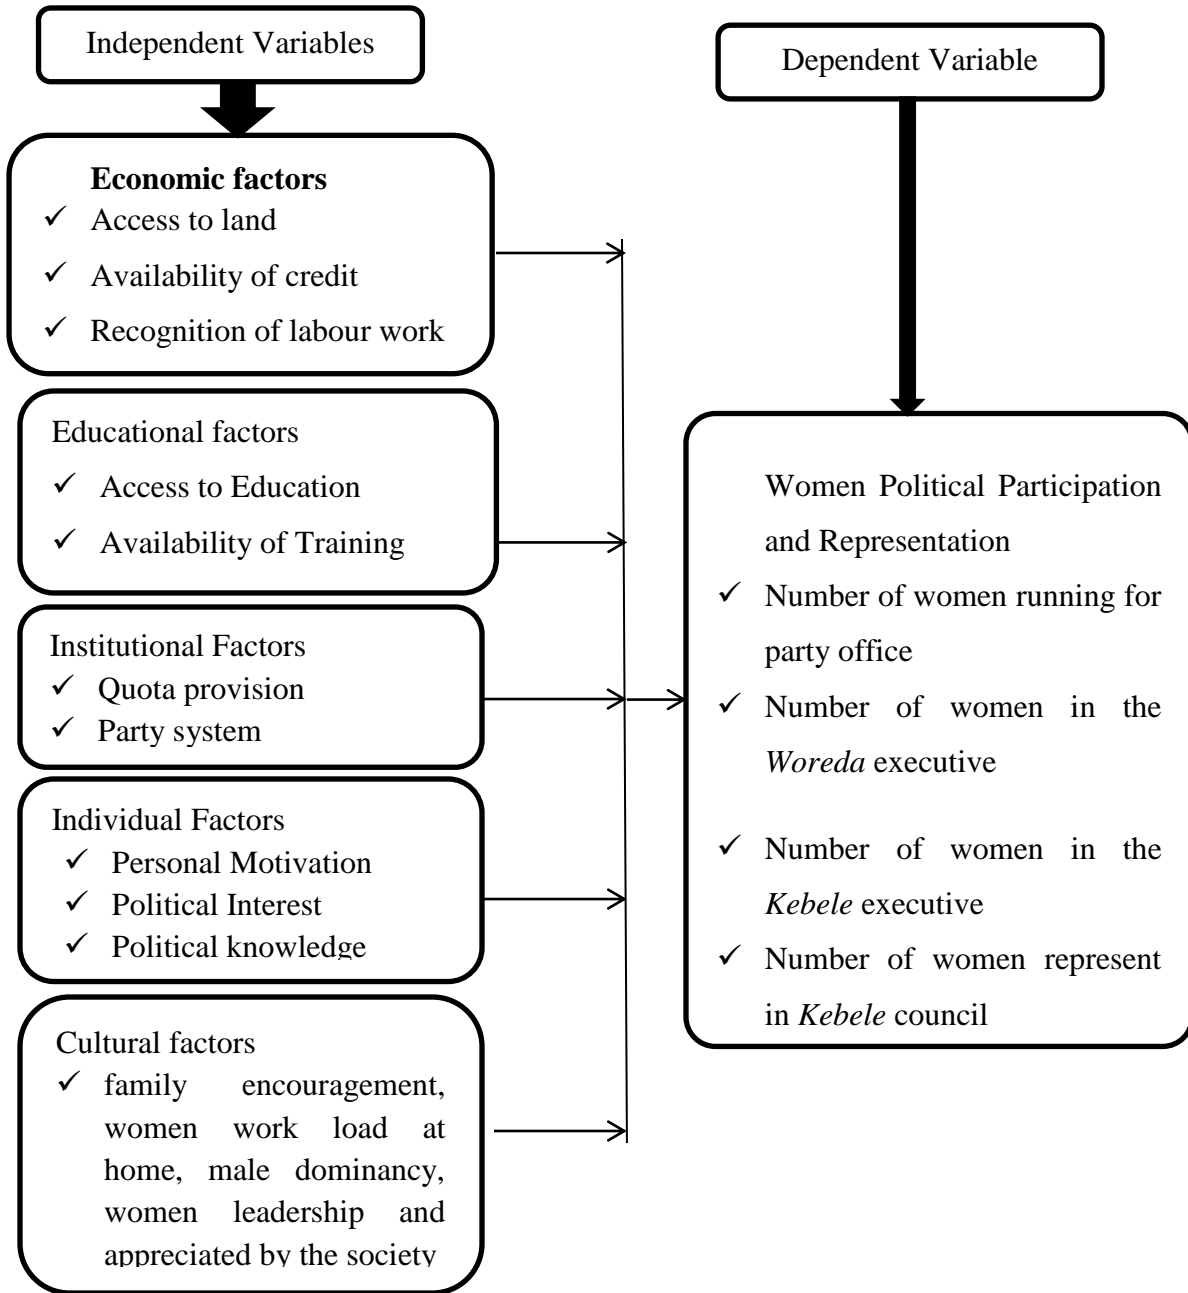 Independent Variables
Economic factors
✓ Access to land
✓ Availability of credit
✓ Recognition of labour work
Educational factors
✓ Access to Education
✓ Availability of Training
Institutional Factors
✓ Quota provision
✓ Party system
Individual Factors
✓ Personal Motivation
✓ Political Interest
✓ Political knowledge
Cultural factors
✓ family encouragement,
women work load at
home, male dominancy,
women leadership and
appreciated by the society
Dependent Variable
Women Political Participation
and Representation
✓ Number of women running for
party office
✓ Number of women in the
Woreda executive
✓ Number of women in the
Kebele executive
✓ Number of women represent
in Kebele council